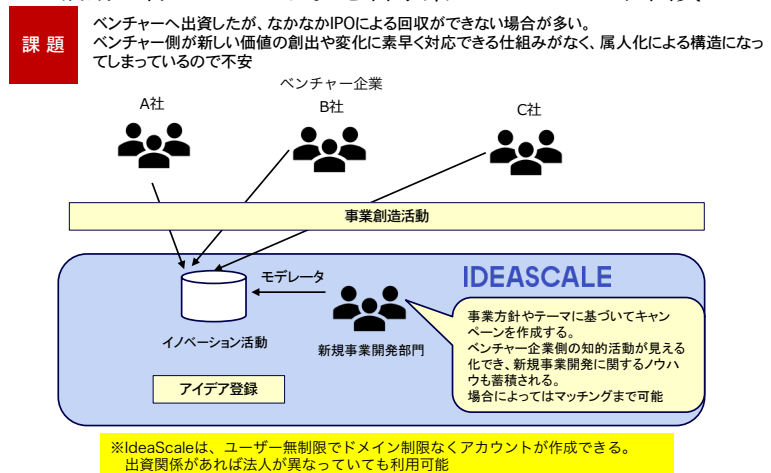 課 題
ベンチャーへ出資したが、なかなかIPOによる回収ができない場合が多い。
ベンチャー側が新しい価値の創出や変化に素早く対応できる仕組みがなく、属人化による構造になっ
てしまっているので不安
ベンチャー企業
A社
B社
C社
事業創造活動
IDEASCALE
モデレータ
イノベーション活動
新規事業開発部門
事業方針やテーマに基づいてキャン
ペーンを作成する。
ベンチャー企業側の知的活動が見える
化でき、新規事業開発に関するノウハ
ウも蓄積される。
場合によってはマッチングまで可能
アイデア登録
※IdeaScaleは、ユーザー無制限でドメイン制限なくアカウントが作成できる。
出資関係があれば法人が異なっていても利用可能